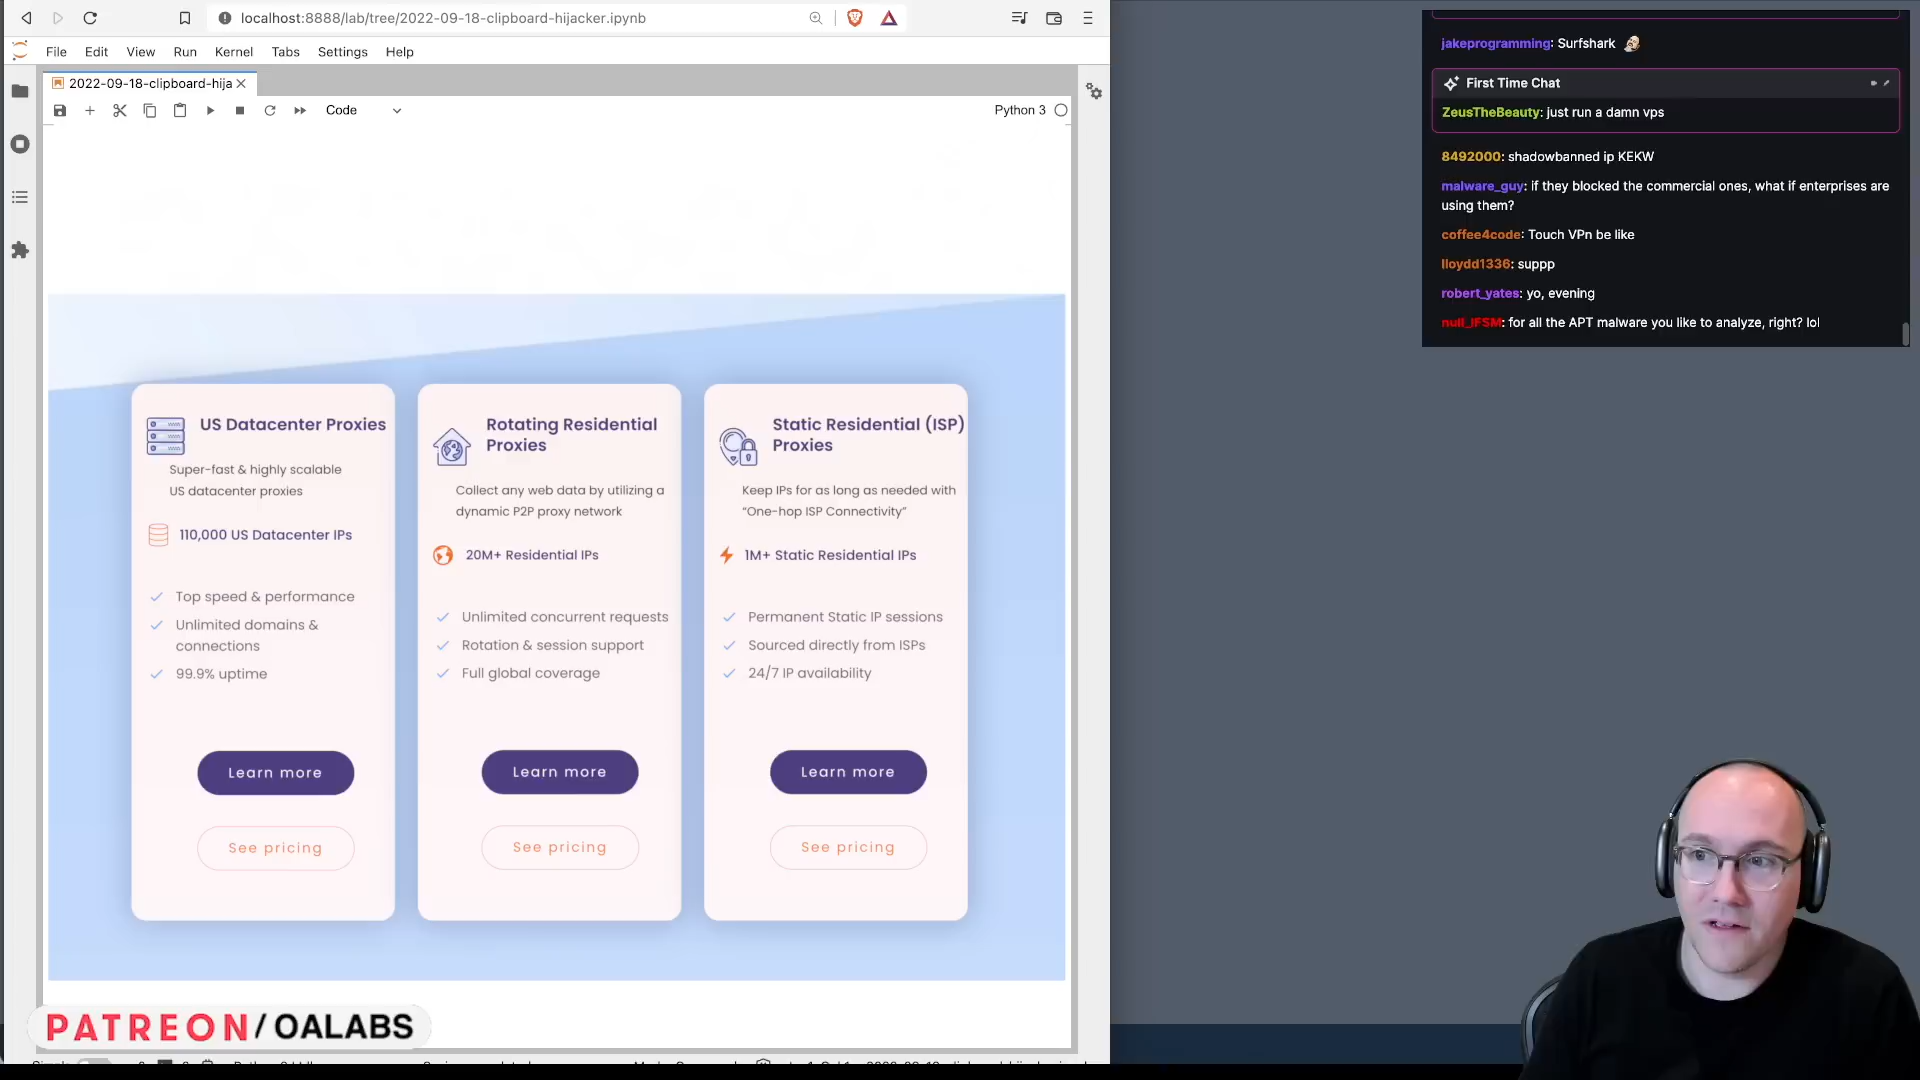 localhost:8888/lab/tree/2022-09-18-clipboard-hijacker.ipynb
File Edit View Run Kernel Tabs Settings Help
2022-09-18-clipboard-hija
Code
Python 3
US Datacenter Proxies
Super-fast & highly scalable
US datacenter proxies
110,000 US Datacenter IPs
Top speed & performance
Unlimited domains &
connections
99.9% uptime
Learn more
See pricing
Rotating Residential
Proxies
Collect any web data by utilizing a
dynamic P2P proxy network
20M+ Residential IPs
Unlimited concurrent requests
Rotation & session support
Full global coverage
Learn more
See pricing
Static Residential (ISP)
Proxies
Keep IPs for as long as needed with
“One-hop ISP Connectivity”
1M+ Static Residential IPs
Permanent Static IP sessions
Sourced directly from ISPs
24/7 IP availability
Learn more
See pricing
PATREON/OALABS
jakeprogramming: Surfshark
First Time Chat
ZeusTheBeauty: just run a damn vps
8492000: shadowbanned ip KEKW
malware_guy: if they blocked the commercial ones, what if enterprises are
using them?
coffee4code: Touch VPn be like
lloydd1336: suppp
robert_yates: yo, evening
null_IFSM: for all the APT malware you like to analyze, right? lol